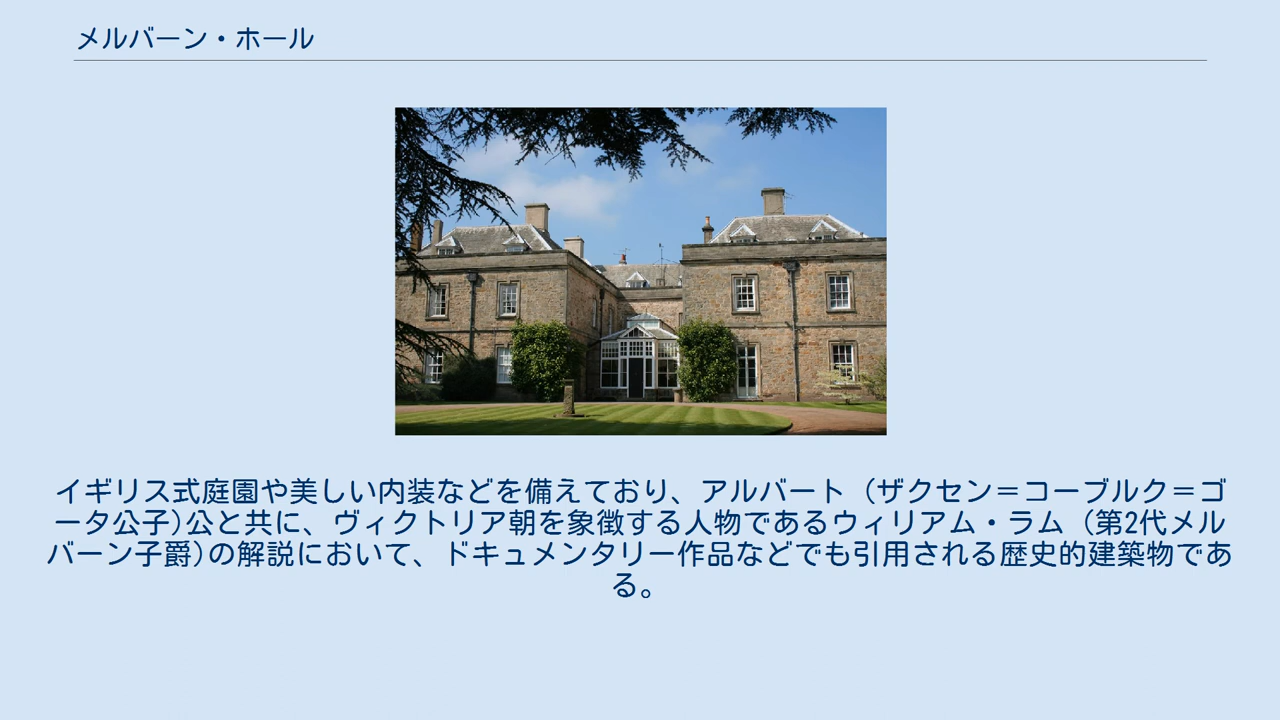 メルバーン・ホール
イギリス式庭園や美しい内装などを備えており、アルバート（ザクセン＝コーブルク＝ゴ
ータ公子)公と共に、ヴィクトリア朝を象徴する人物であるウィリアム・ラム（第2代メル
バーン子爵)の解説において、ドキュメンタリー作品などでも引用される歴史的建築物であ
る。